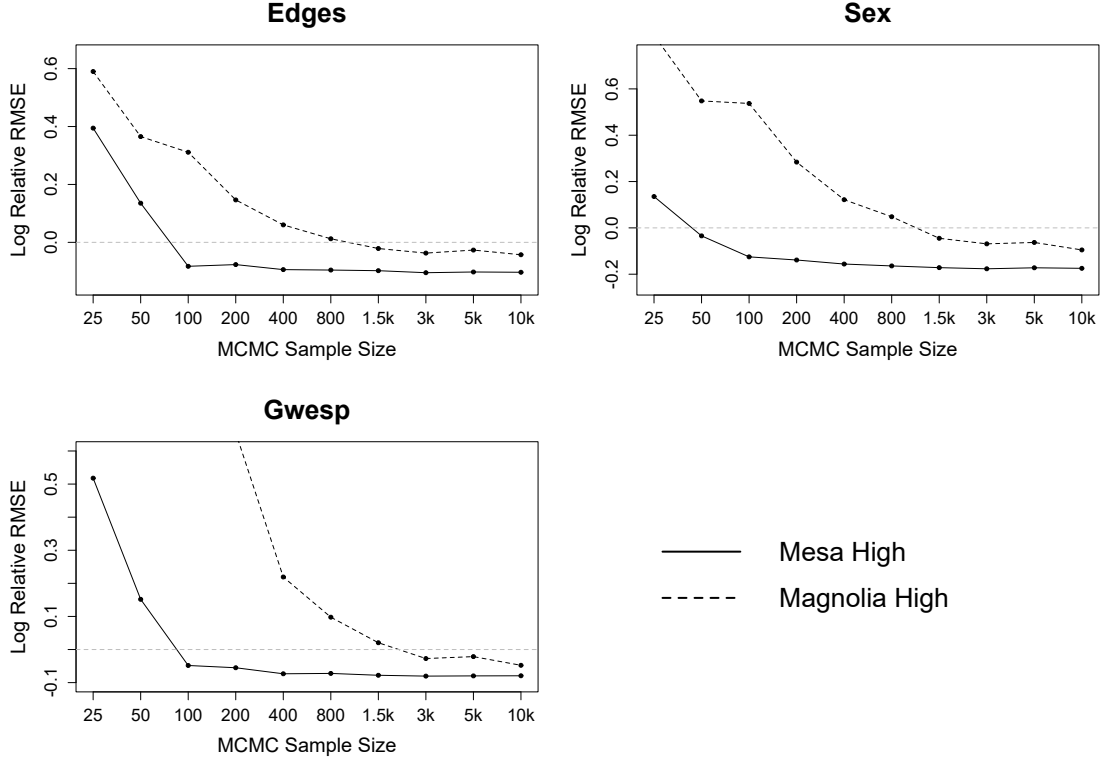 Edges
Log Relative RMSE
0.6
0.4
0.2
0.0
25 50 100 200 400 800 1.5k 3k 5k 10k
MCMC Sample Size
Sex
Log Relative RMSE
0.6
0.4
0.2
0.0
-0.2
25 50 100 200 400 800 1.5k 3k 5k 10k
MCMC Sample Size
Gwesp
Log Relative RMSE
0.5
0.3
0.1
-0.1
25 50 100 200 400 800 1.5k 3k 5k 10k
MCMC Sample Size
Mesa High
Magnolia High